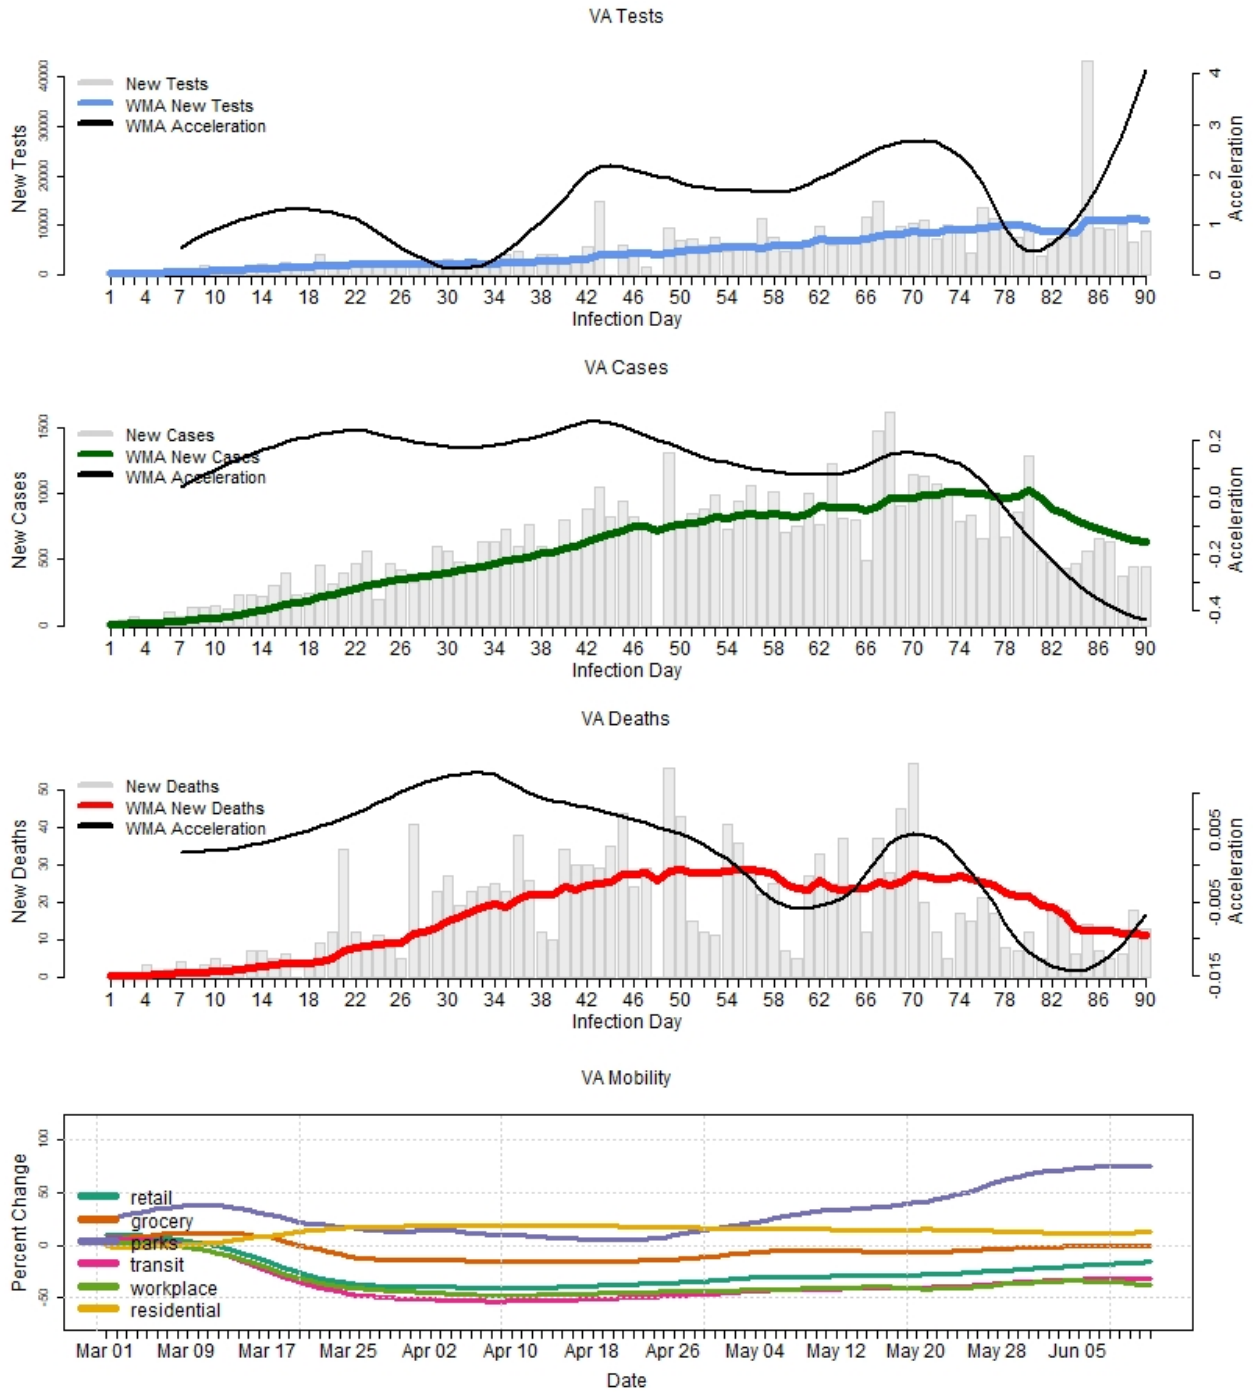 VA Tests
New Tests
WMA New Tests
WMA Acceleration
New Tests
0 10000 20000 30000 40000
Acceleration
0 1 2 3 4
1 4 7 10 14 18 22 26 30 34 38 42 46 50 54 58 62 66 70 74 78 82 86 90
Infection Day
VA Cases
New Cases
WMA New Cases
WMA Acceleration
New Cases
0 500 1000 1500
Acceleration
-0.4 -0.2 0.0 0.2
1 4 7 10 14 18 22 26 30 34 38 42 46 50 54 58 62 66 70 74 78 82 86 90
Infection Day
VA Deaths
New Deaths
WMA New Deaths
WMA Acceleration
New Deaths
0 10 20 30 40 50
Acceleration
-0.015 -0.005 0.005
1 4 7 10 14 18 22 26 30 34 38 42 46 50 54 58 62 66 70 74 78 82 86 90
Infection Day
VA Mobility
Percent Change
-50 0 50 100
retail
grocery
parks
transit
workplace
residential
Mar 01 Mar 09 Mar 17 Mar 25 Apr 02 Apr 10 Apr 18 Apr 26 May 04 May 12 May 20 May 28 Jun 05
Date